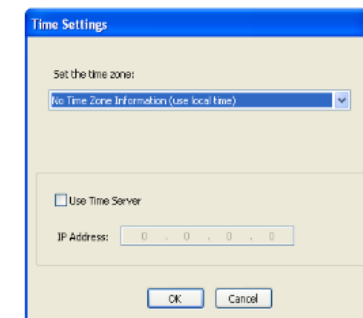 Time Settings
Set the time zone:
No Time Zone Information (use local time)
Use Time Server
IP Address: 0 . 0 . 0 . 0
OK Cancel